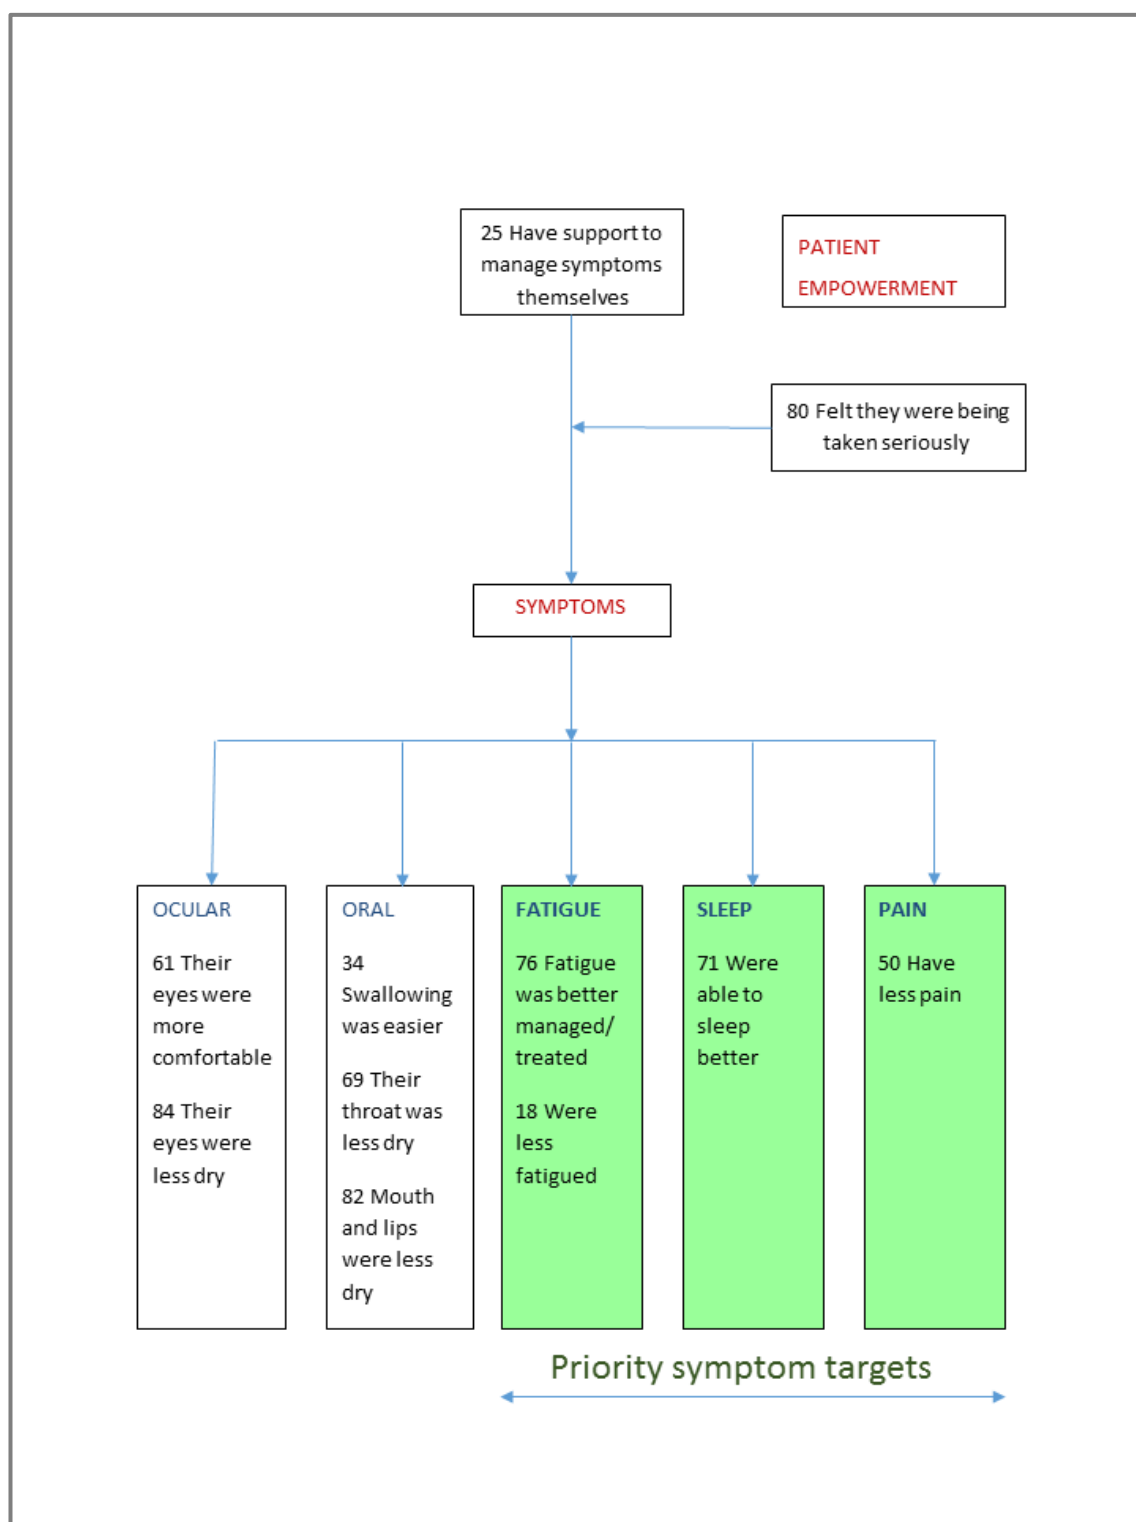 25 Have support to
manage symptoms
themselves
PATIENT
EMPOWERMENT
80 Felt they were being
taken seriously
SYMPTOMS
OCULAR
61 Their
eyes were
more
comfortable
84 Their
eyes were
less dry
ORAL
34
Swallowing
was easier
69 Their
throat was
less dry
82 Mouth
and lips
were less
dry
FATIGUE
76 Fatigue
was better
managed/
treated
18 Were
less
fatigued
SLEEP
71 Were
able to
sleep
better
PAIN
50 Have
less pain
Priority symptom targets